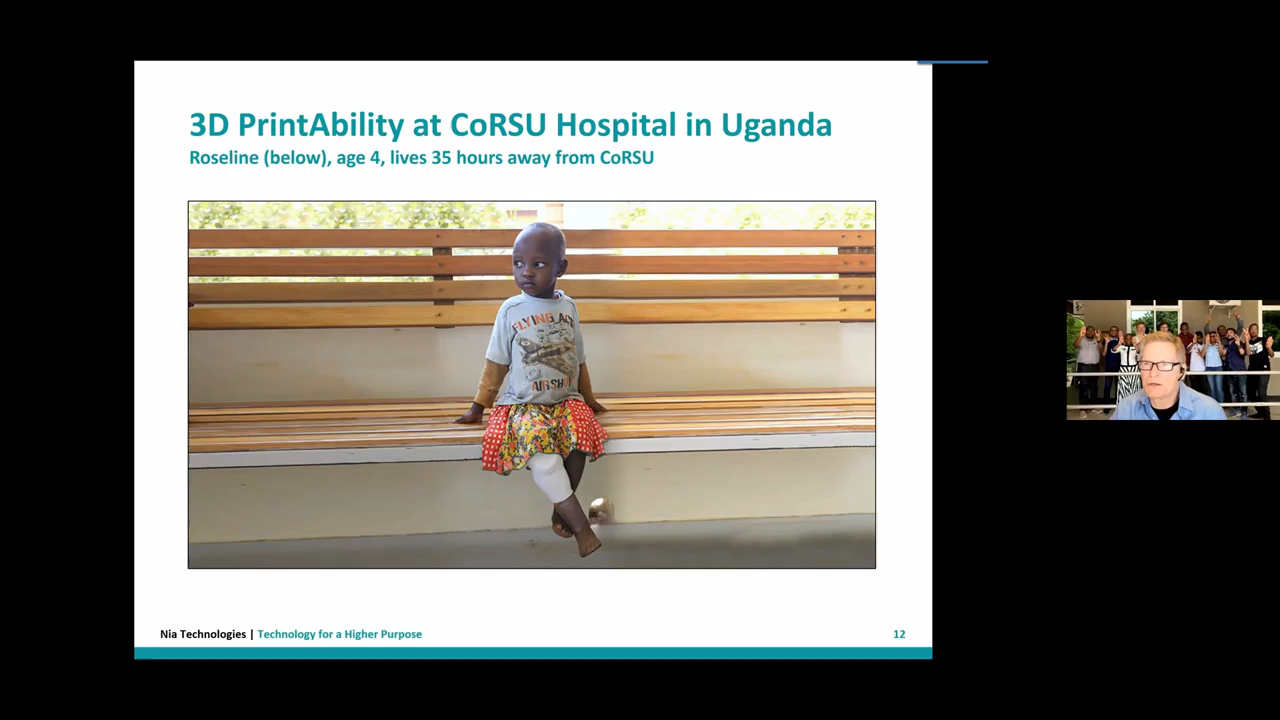 3D PrintAbility at CoRSU Hospital in Uganda
Roseline (below), age 4, lives 35 hours away from CoRSU
FLYING ACE
AIRSHOW
Nia Technologies | Technology for a Higher Purpose
12